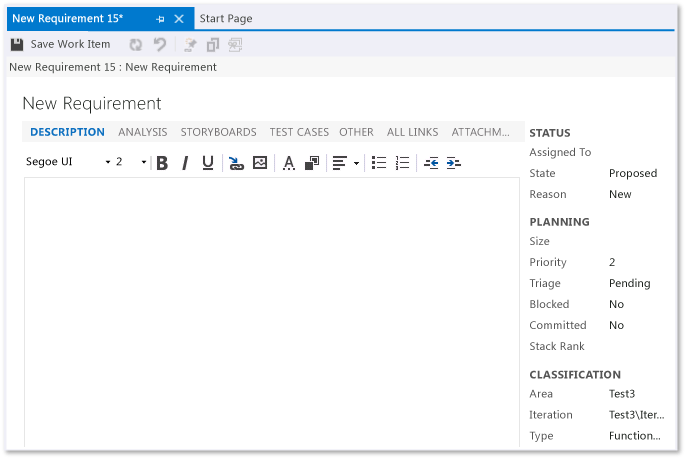 New Requirement 15*
Start Page
Save Work Item
New Requirement 15 : New Requirement
New Requirement
DESCRIPTION ANALYSIS STORYBOARDS TEST CASES OTHER ALL LINKS ATTACHM...
Segoe UI 2 B I U A
STATUS
Assigned To
State Proposed
Reason New
PLANNING
Size
Priority 2
Triage Pending
Blocked No
Committed No
Stack Rank
CLASSIFICATION
Area Test3
Iteration Test3\Iter...
Type Function...